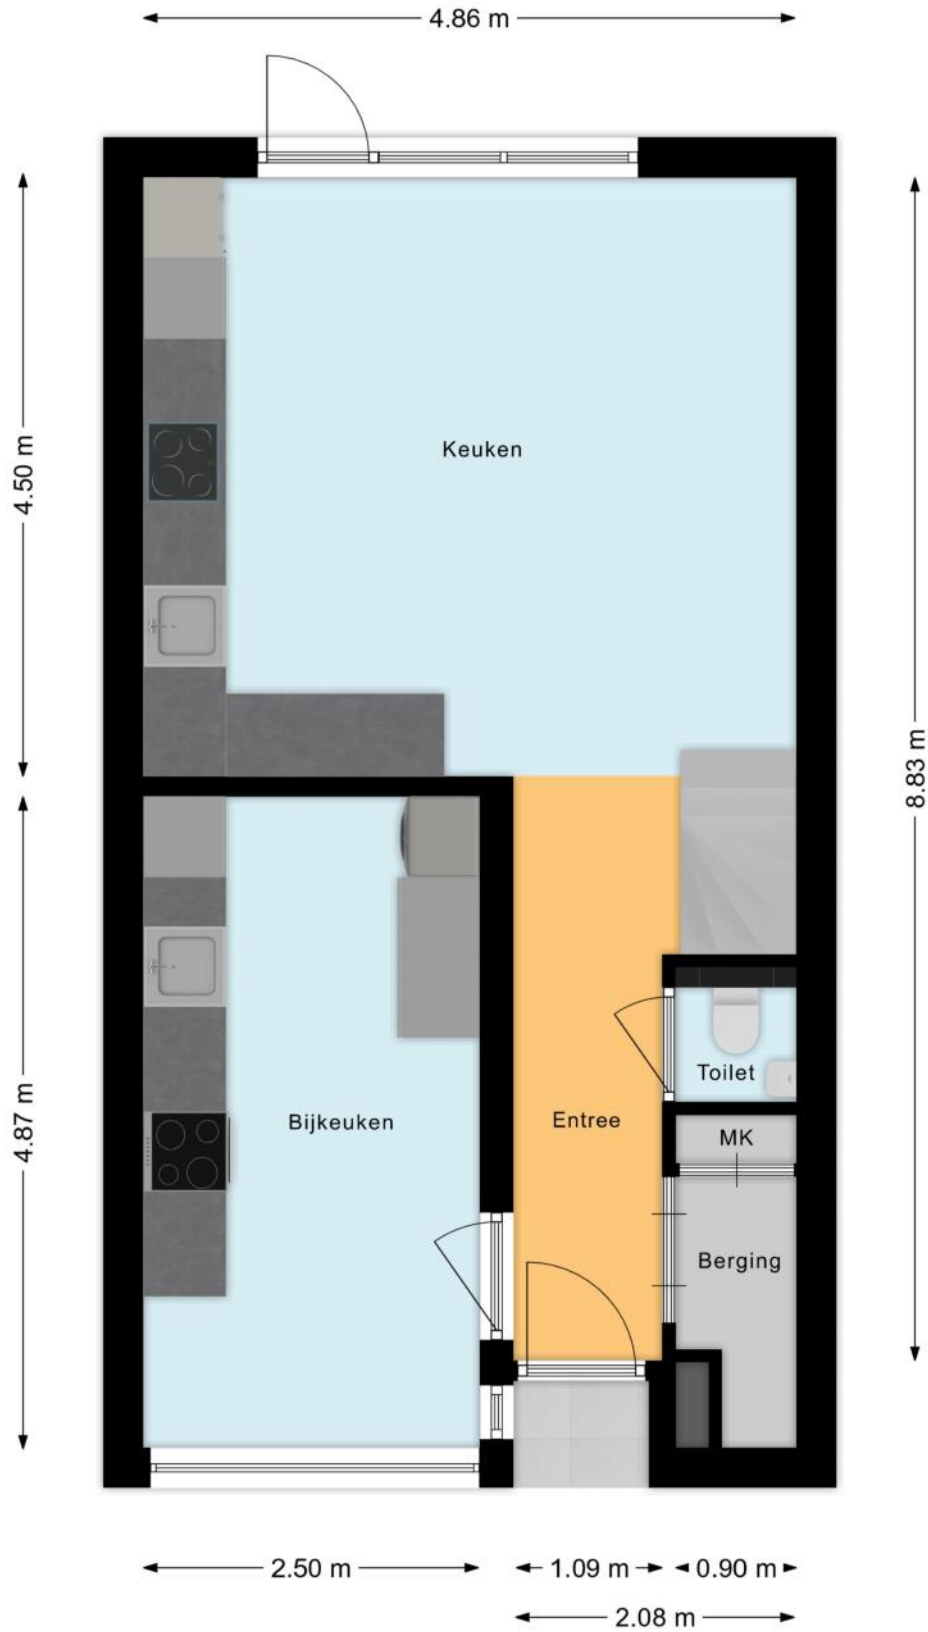 4.86 m
4.50 m
Keuken
8.83 m
4.87 m
Toilet
Bijkeuken
Entree
MK
Berging
2.50 m
1.09 m
0.90 m
2.08 m